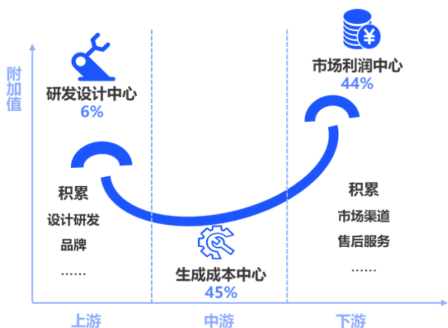 附加值
研发设计中心
6%
积累
设计研发
品牌
……
生成成本中心
45%
¥
市场利润中心
44%
积累
市场渠道
售后服务
……
上游
中游
下游